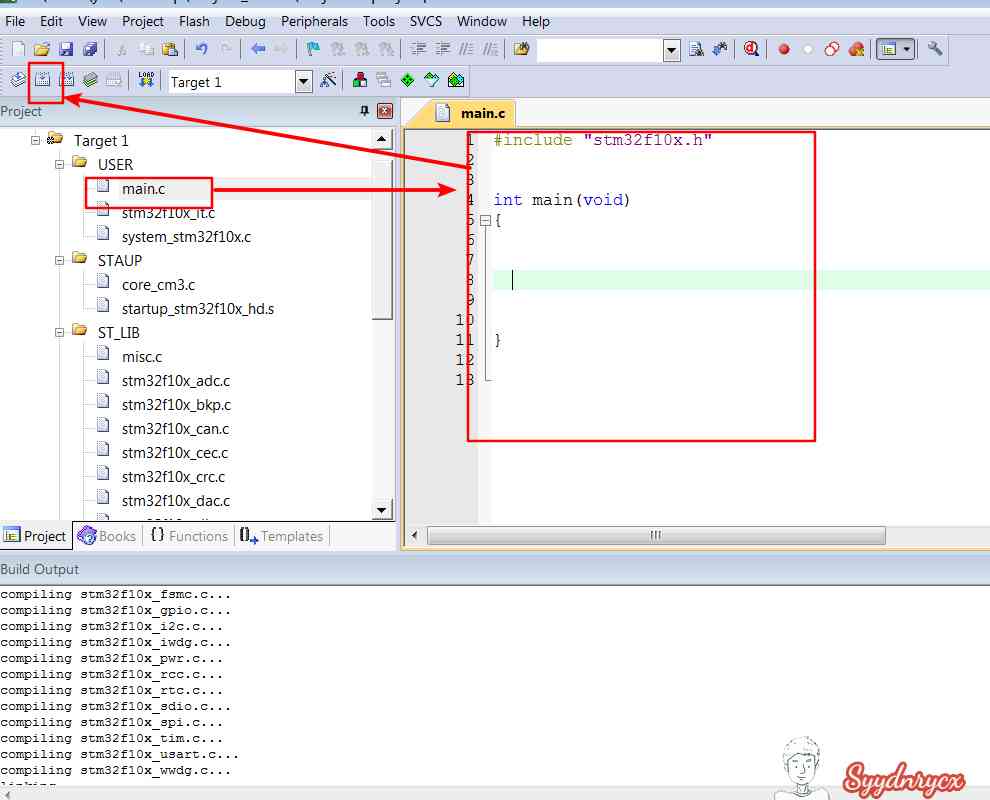 File Edit View Project Flash Debug Peripherals Tools SVCS Window Help
LOAD
Target 1
Project
main.c
Target 1
USER
main.c
stm32f10x_it.c
system_stm32f10x.c
STAUP
core_cm3.c
startup_stm32f10x_hd.s
ST_LIB
misc.c
stm32f10x_adc.c
stm32f10x_bkp.c
stm32f10x_can.c
stm32f10x_cec.c
stm32f10x_crc.c
stm32f10x_dac.c
1 #include "stm32f10x.h"
2
3
4 int main(void)
5 {
6
7
8
9
10
11 }
12
13
Project Books {} Functions Templates
Build Output
compiling stm32f10x_fsmc.c...
compiling stm32f10x_gpio.c...
compiling stm32f10x_i2c.c...
compiling stm32f10x_iwdg.c...
compiling stm32f10x_pwr.c...
compiling stm32f10x_rcc.c...
compiling stm32f10x_rtc.c...
compiling stm32f10x_sdio.c...
compiling stm32f10x_spi.c...
compiling stm32f10x_tim.c...
compiling stm32f10x_usart.c...
compiling stm32f10x_wwdg.c...
Syydnrycx